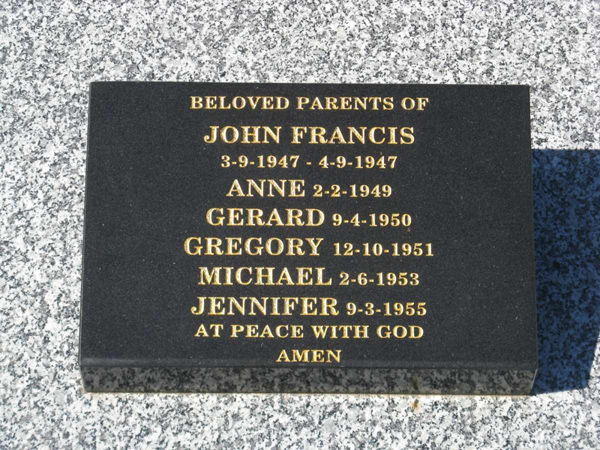 BELOVED PARENTS OF
JOHN FRANCIS
3-9-1947 - 4-9-1947
ANNE 2-2-1949
GERARD 9-4-1950
GREGORY 12-10-1951
MICHAEL 2-6-1953
JENNIFER 9-3-1955
AT PEACE WITH GOD
AMEN